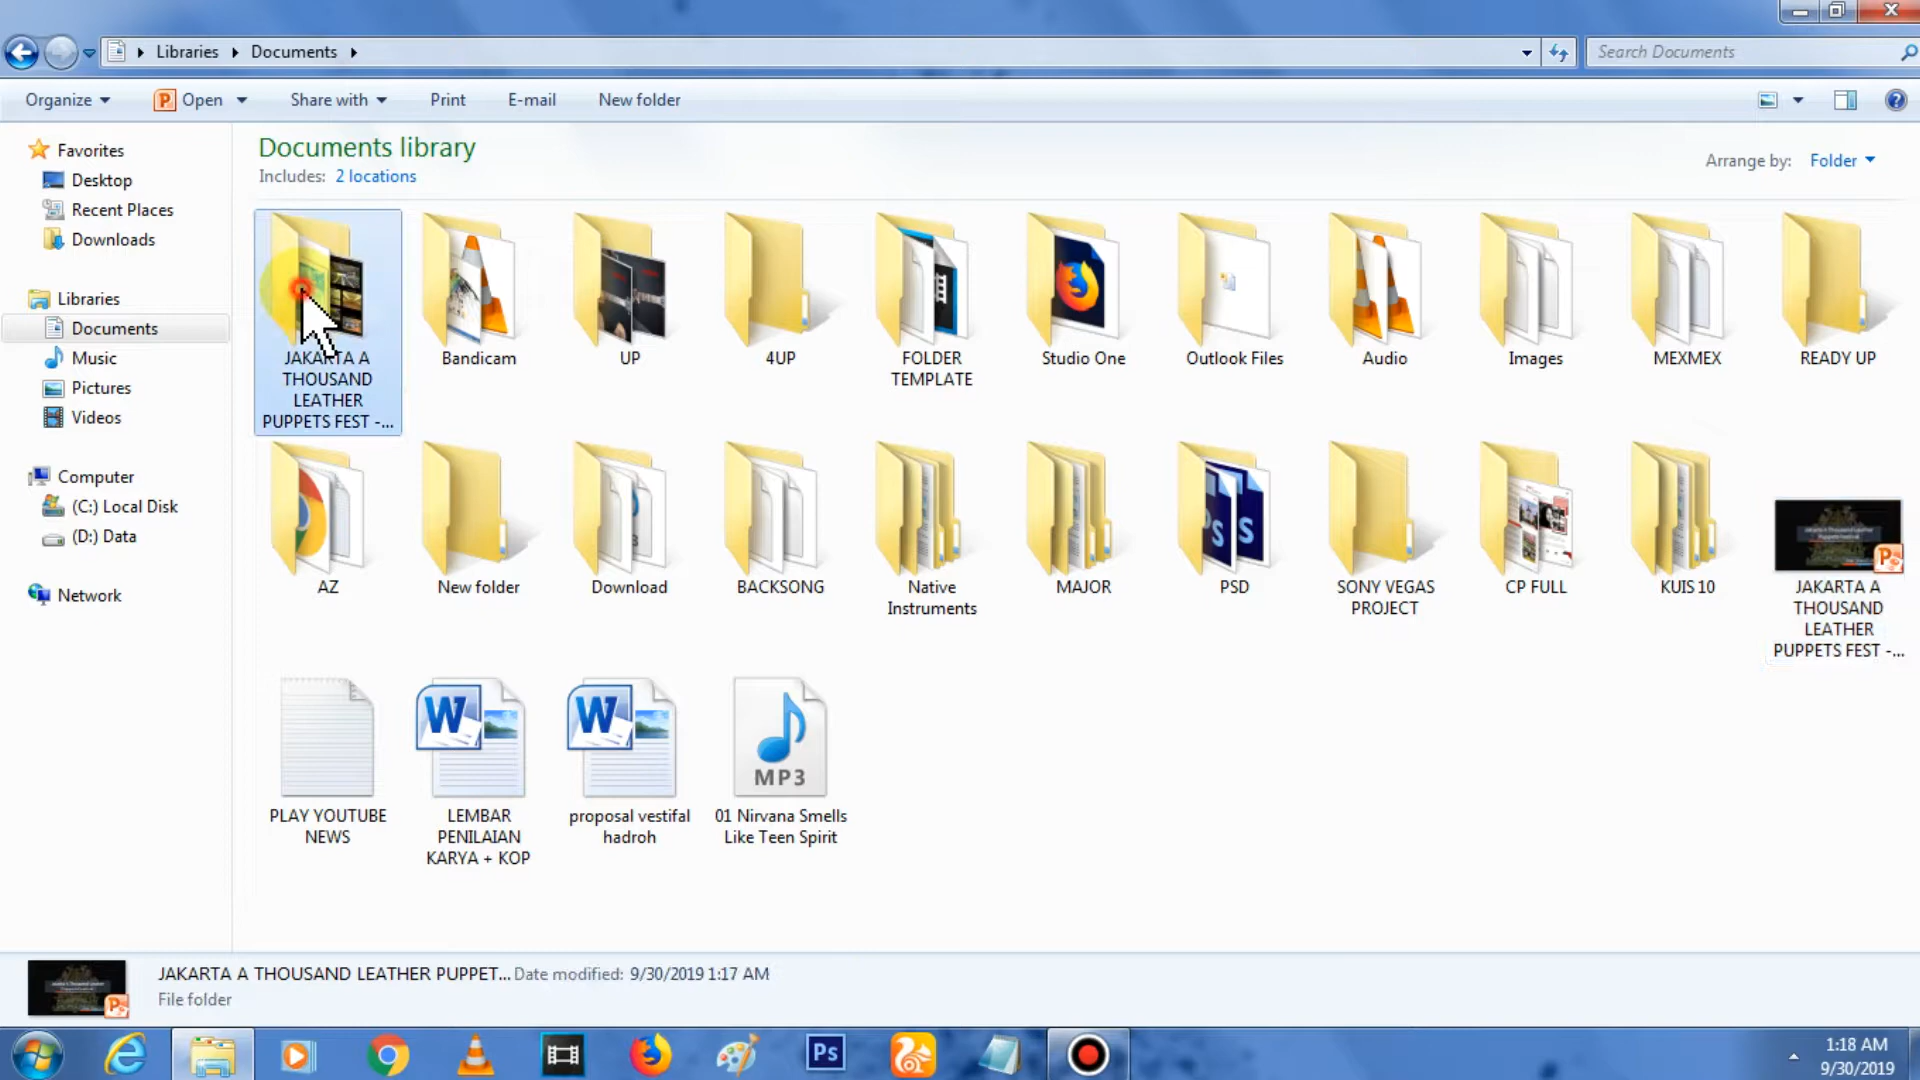 Libraries Documents
Search Documents
Organize Open Share with Print E-mail New folder
Favorites
Desktop
Recent Places
Downloads
Libraries
Documents
Music
Pictures
Videos
Computer
(C:) Local Disk
(D:) Data
Network
Documents library
Includes: 2 locations
Arrange by: Folder
JAKARTA A
THOUSAND
LEATHER
PUPPETS FEST -...
Bandicam
UP
4UP
FOLDER
TEMPLATE
Studio One
Outlook Files
Audio
Images
MEXMEX
READY UP
AZ
New folder
Download
BACKSONG
Native
Instruments
MAJOR
PSD
SONY VEGAS
PROJECT
CP FULL
KUIS 10
JAKARTA A
THOUSAND
LEATHER
PUPPETS FEST -...
PLAY YOUTUBE
NEWS
LEMBAR
PENILAIAN
KARYA + KOP
proposal vestifal
hadroh
MP3
01 Nirvana Smells
Like Teen Spirit
JAKARTA A THOUSAND LEATHER PUPPET... Date modified: 9/30/2019 1:17 AM
File folder
Ps
1:18 AM
9/30/2019